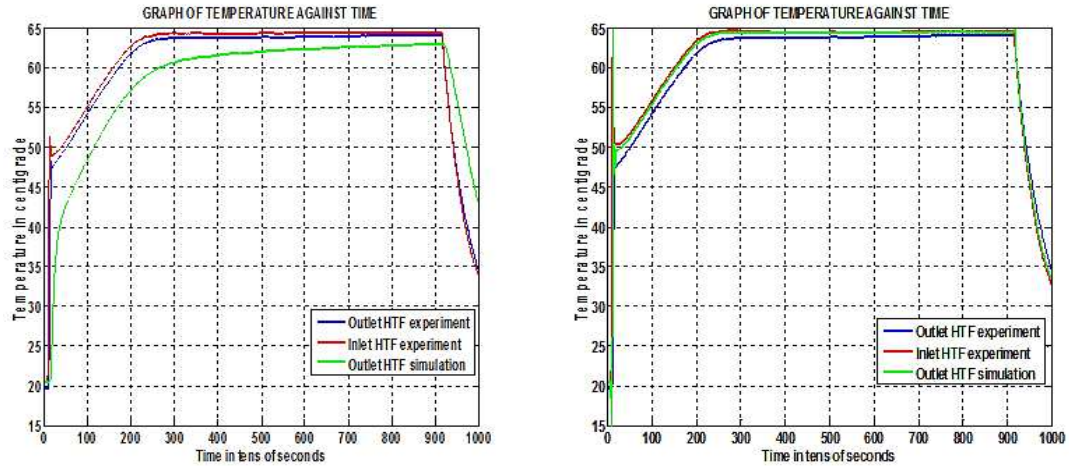 GRAPH OF TEMPERATURE AGAINST TIME
65
60
55
50
45
40
35
30
25
20
15
Temperature in centigrade
0 100 200 300 400 500 600 700 800 900 1000
Time in tens of seconds
Outlet HTF experiment
Inlet HTF experiment
Outlet HTF simulation
GRAPH OF TEMPERATURE AGAINST TIME
65
60
55
50
45
40
35
30
25
20
15
Temperature in centigrade
0 100 200 300 400 500 600 700 800 900 1000
Time in tens of seconds
Outlet HTF experiment
Inlet HTF experiment
Outlet HTF simulation